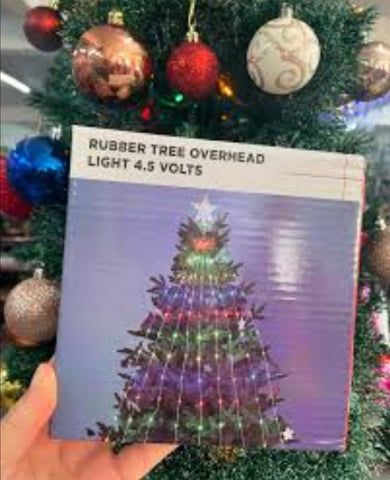 RUBBER TREE OVERHEAD
LIGHT 4.5 VOLTS